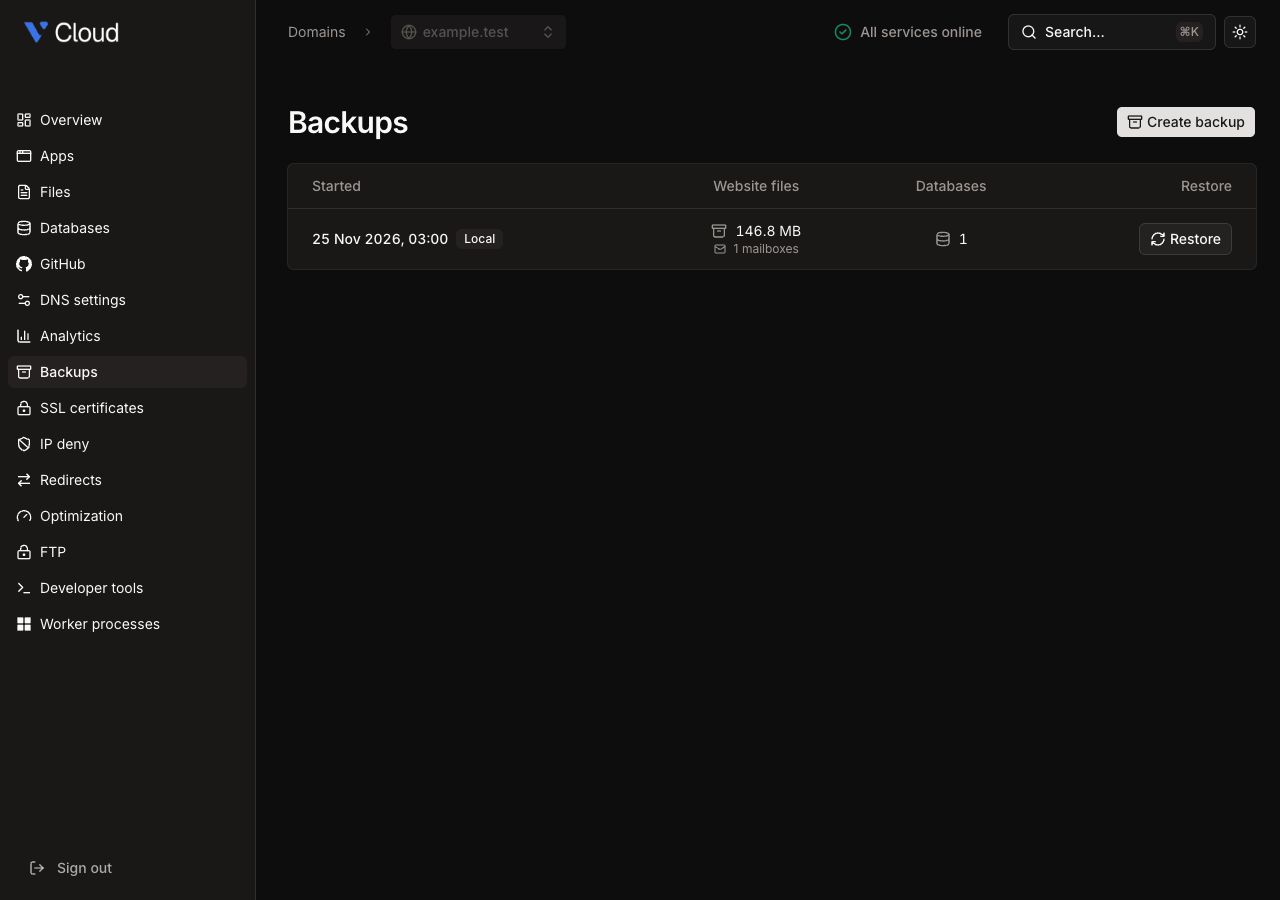 Cloud
Domains
example.test
All services online
Search...
⌘K
Overview
Apps
Files
Databases
GitHub
DNS settings
Analytics
Backups
SSL certificates
IP deny
Redirects
Optimization
FTP
Developer tools
Worker processes
Sign out
Backups
Create backup
Started Website files Databases Restore
25 Nov 2026, 03:00 Local 146.8 MB 1 Restore
1 mailboxes